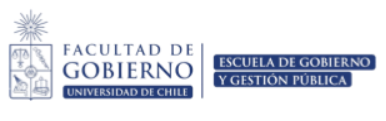 FACULTAD DE
GOBIERNO
UNIVERSIDAD DE CHILE
ESCUELA DE GOBIERNO
Y GESTIÓN PÚBLICA